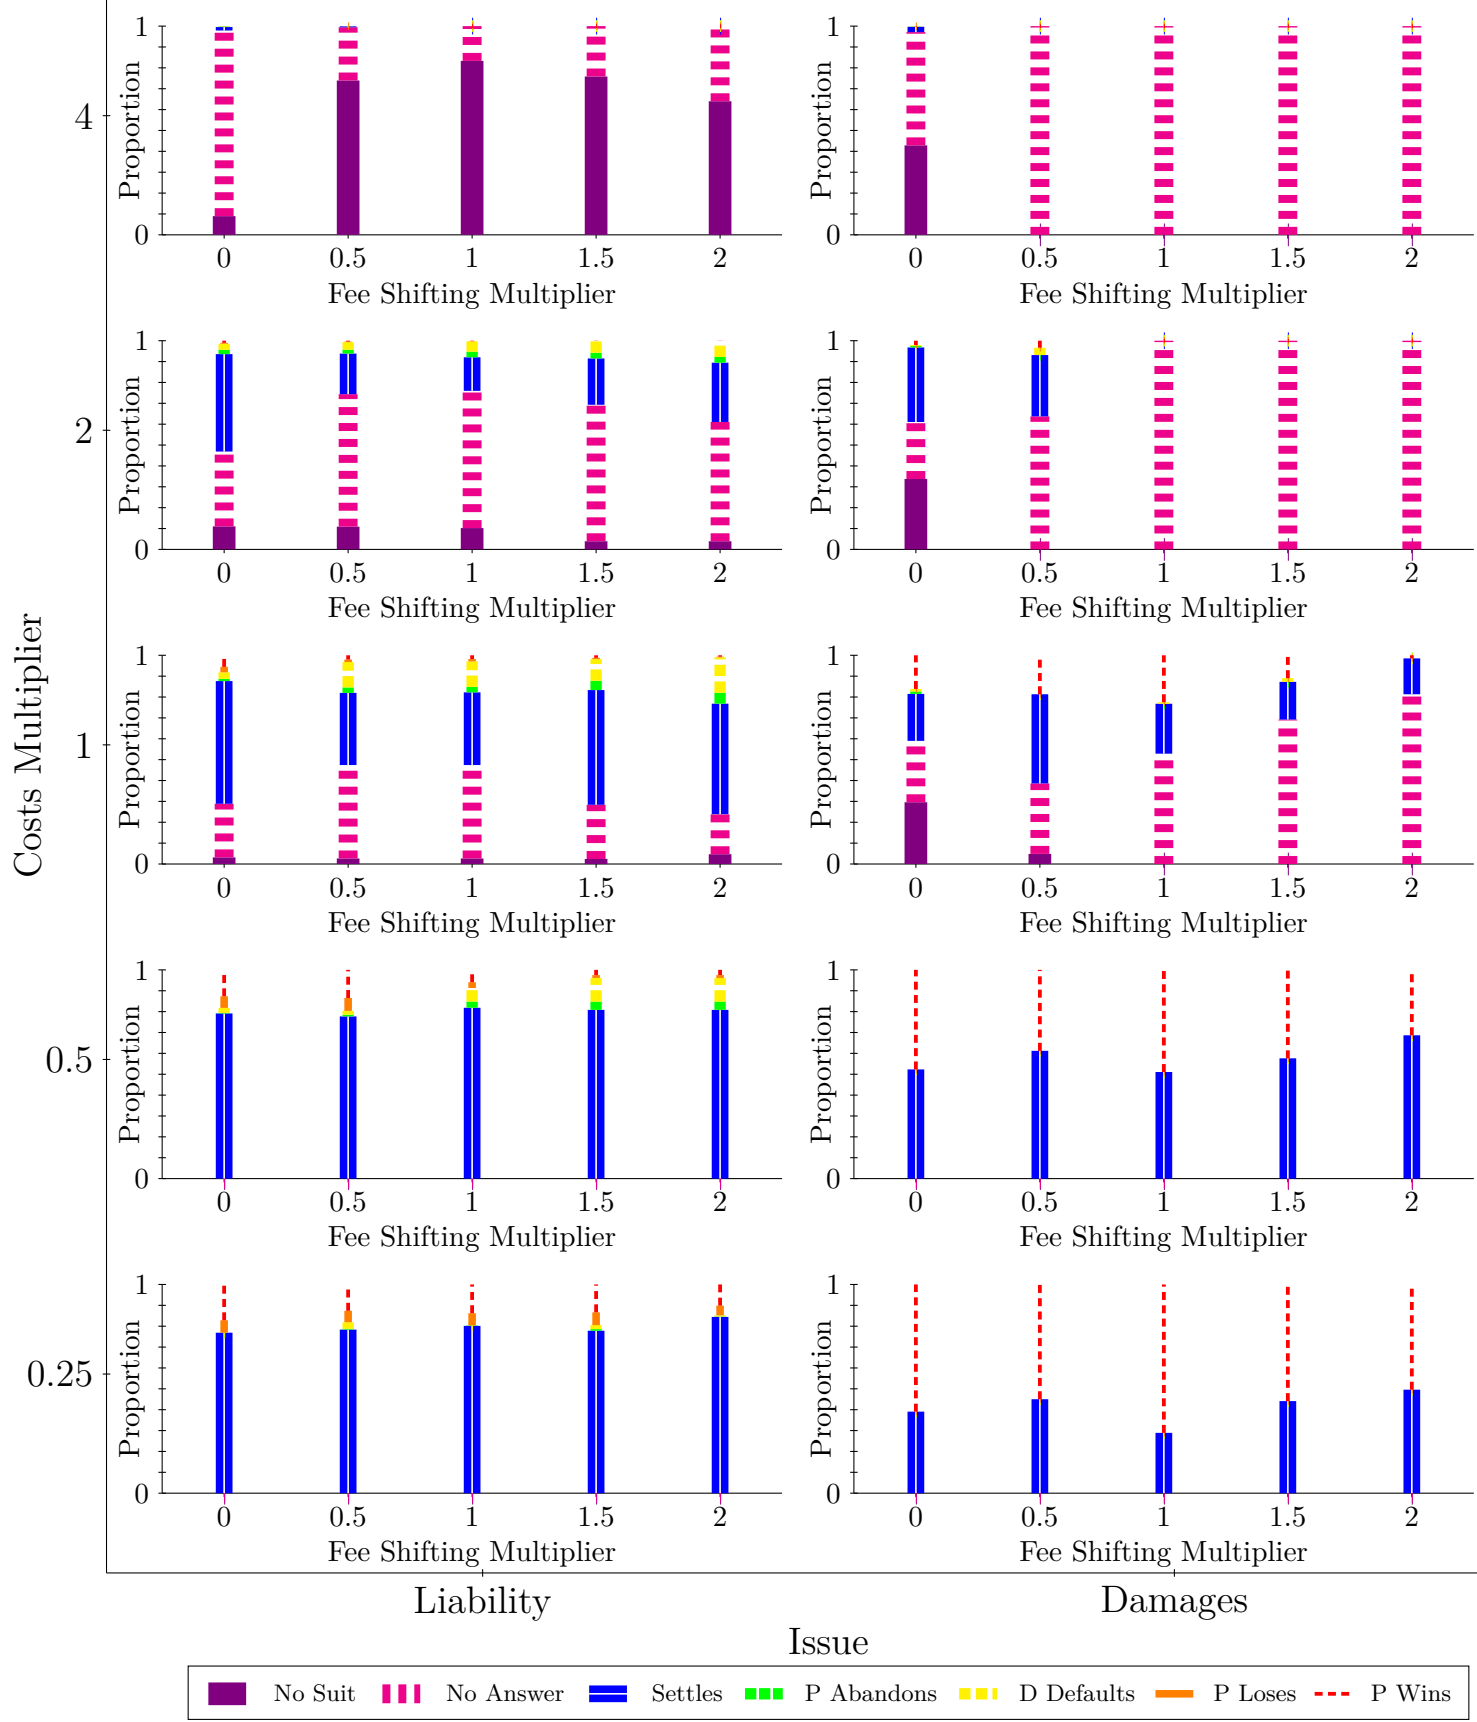 Costs Multiplier
4
Proportion
1
0
0 0.5 1 1.5 2
Fee Shifting Multiplier
Proportion
1
0
0 0.5 1 1.5 2
Fee Shifting Multiplier
2
Proportion
1
0
0 0.5 1 1.5 2
Fee Shifting Multiplier
Proportion
1
0
0 0.5 1 1.5 2
Fee Shifting Multiplier
1
Proportion
1
0
0 0.5 1 1.5 2
Fee Shifting Multiplier
Proportion
1
0
0 0.5 1 1.5 2
Fee Shifting Multiplier
0.5
Proportion
1
0
0 0.5 1 1.5 2
Fee Shifting Multiplier
Proportion
1
0
0 0.5 1 1.5 2
Fee Shifting Multiplier
0.25
Proportion
1
0
0 0.5 1 1.5 2
Fee Shifting Multiplier
Proportion
1
0
0 0.5 1 1.5 2
Fee Shifting Multiplier
Liability Damages
Issue
No Suit No Answer Settles P Abandons D Defaults P Loses P Wins